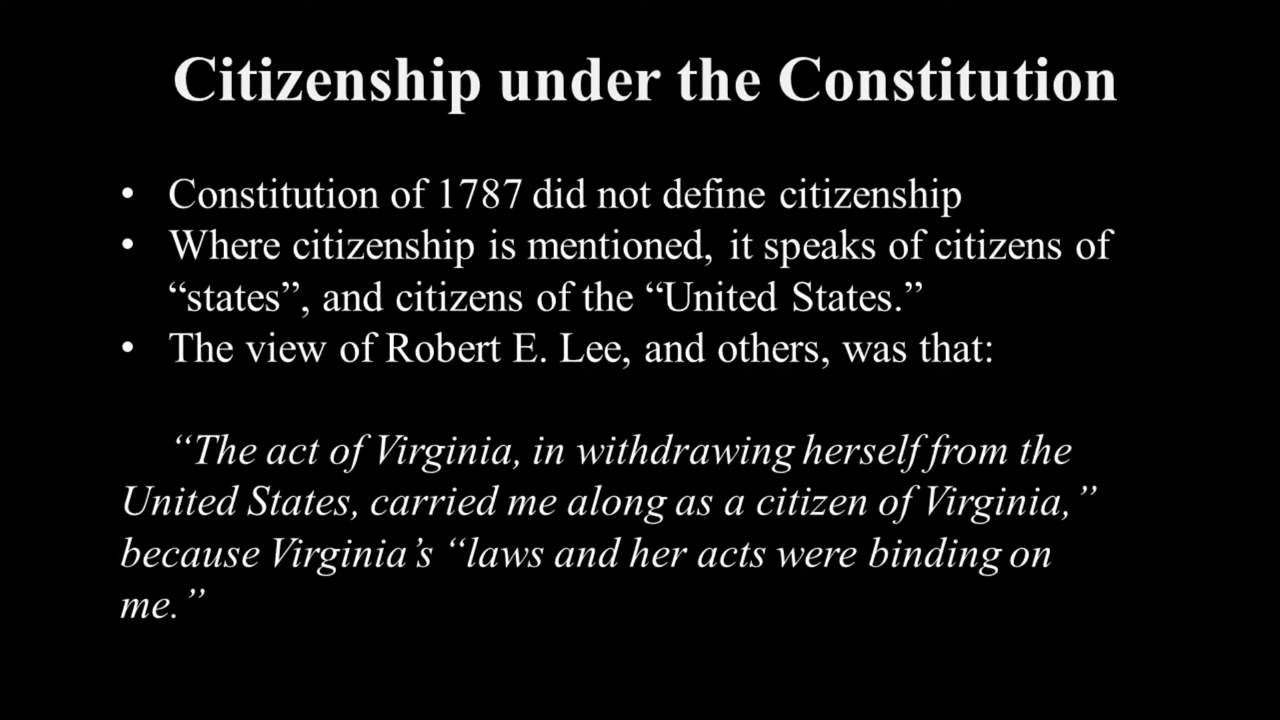 Citizenship under the Constitution
• Constitution of 1787 did not define citizenship
• Where citizenship is mentioned, it speaks of citizens of
“states”, and citizens of the “United States.”
• The view of Robert E. Lee, and others, was that:
“The act of Virginia, in withdrawing herself from the
United States, carried me along as a citizen of Virginia,”
because Virginia’s “laws and her acts were binding on
me.”